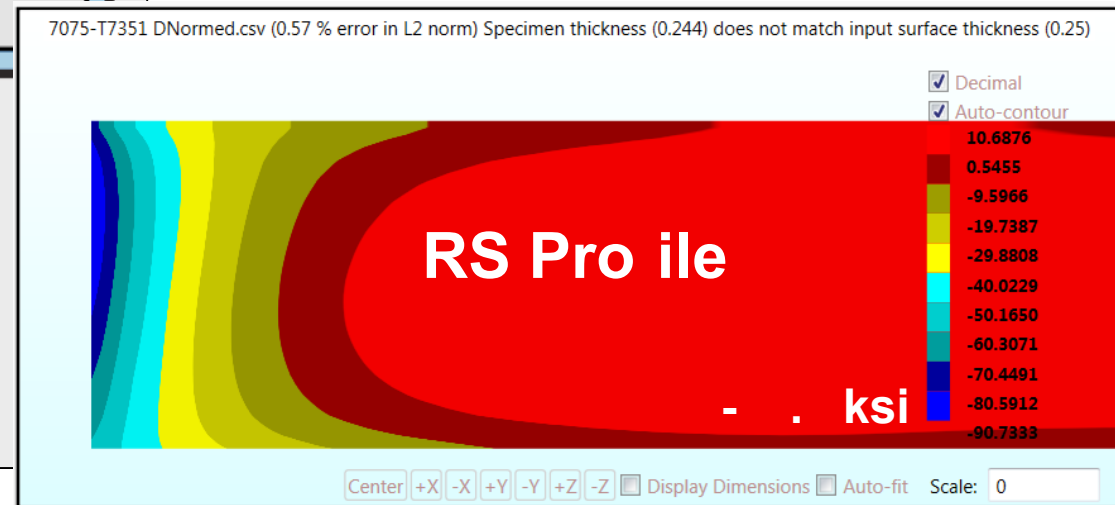 7075-T7351 DNormed.csv (0.57 % error in L2 norm) Specimen thickness (0.244) does not match input surface thickness (0.25)
Decimal
Auto-contour
10.6876
0.5455
-9.5966
-19.7387
-29.8808
-40.0229
-50.1650
-60.3071
-70.4491
-80.5912
-90.7333
RS Pro ile
- . ksi
Center +X -X +Y -Y +Z -Z Display Dimensions Auto-fit Scale: 0